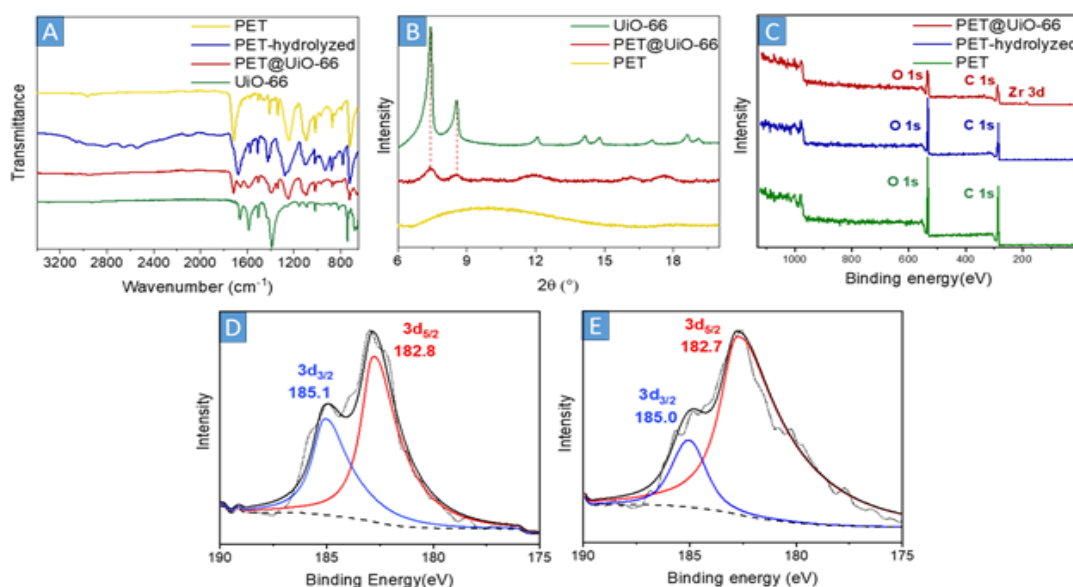 A
PET
PET-hydrolyzed
PET@UiO-66
UiO-66
Transmittance
3200 2800 2400 2000 1600 1200 800
Wavenumber (cm⁻¹)
B
UiO-66
PET@UiO-66
PET
Intensity
6 9 12 15 18
2θ (°)
C
PET@UiO-66
PET-hydrolyzed
PET
O 1s C 1s Zr 3d
O 1s C 1s
O 1s C 1s
Intensity
1000 800 600 400 200
Binding energy(eV)
D
3d5/2
182.8
3d3/2
185.1
Intensity
190 185 180 175
Binding Energy(eV)
E
3d5/2
182.7
3d3/2
185.0
Intensity
190 185 180 175
Binding energy (eV)